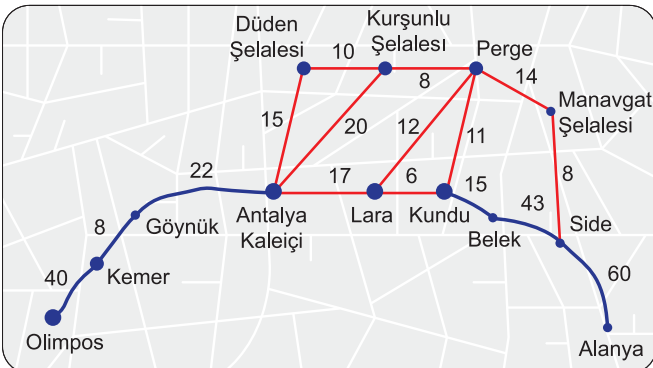 Düden
Şelalesi
Kurşunlu
Şelalesı
Perge
10
8
14
Manavgat
Şelalesi
15
20
12
11
8
22
17
6
15
43
Side
8
Göynük
Antalya
Kaleiçi
Lara
Kundu
Belek
40
Kemer
60
Olimpos
Alanya